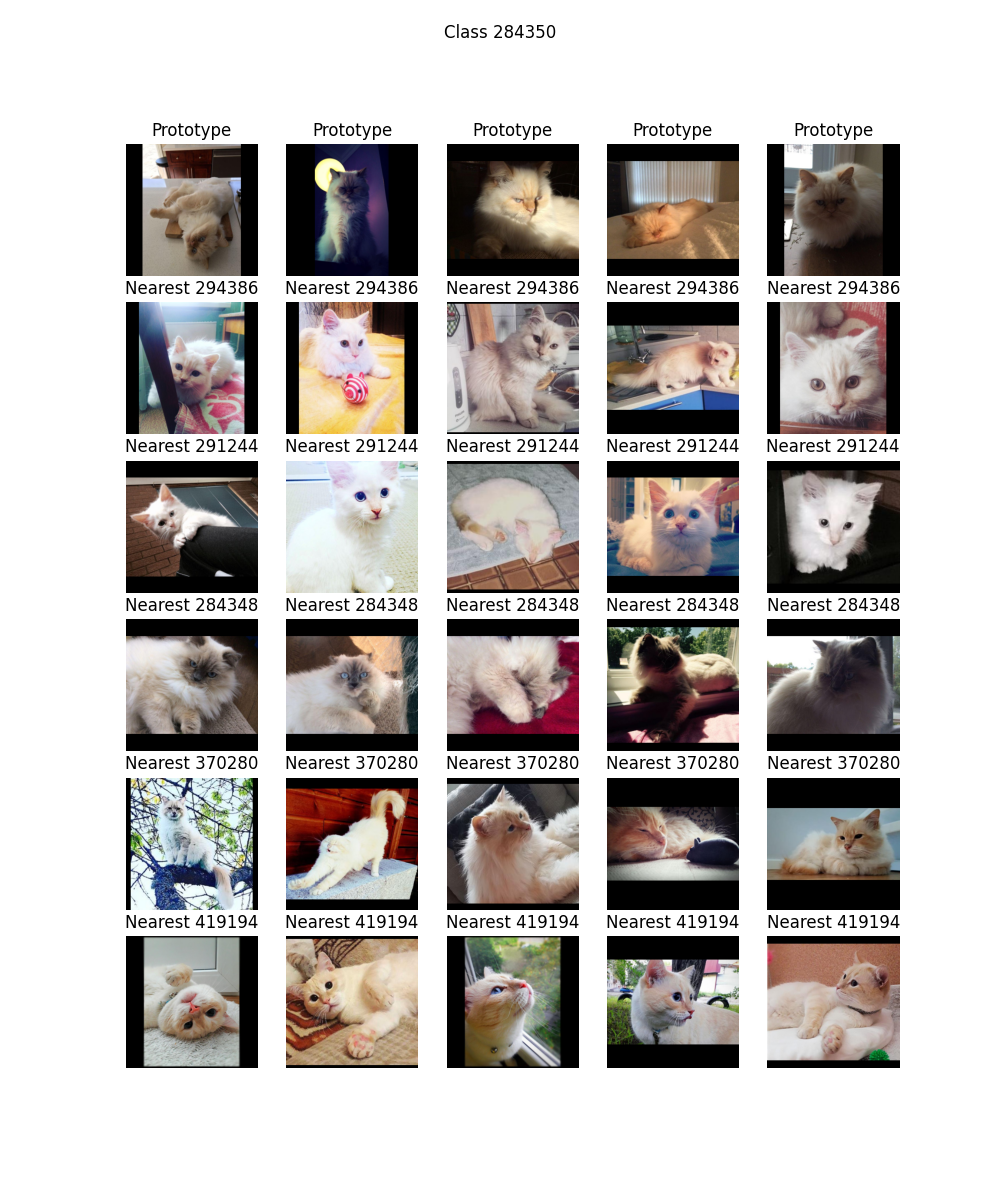 Class 284350
Prototype Prototype Prototype Prototype Prototype
Nearest 294386 Nearest 294386 Nearest 294386 Nearest 294386 Nearest 294386
Nearest 291244 Nearest 291244 Nearest 291244 Nearest 291244 Nearest 291244
Nearest 284348 Nearest 284348 Nearest 284348 Nearest 284348 Nearest 284348
Nearest 370280 Nearest 370280 Nearest 370280 Nearest 370280 Nearest 370280
Nearest 419194 Nearest 419194 Nearest 419194 Nearest 419194 Nearest 419194